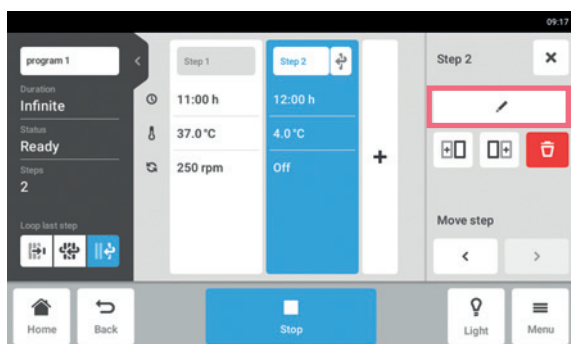 09:17
program 1
Duration
Infinite
Status
Ready
Steps
2
Loop last step
Step 1
11:00 h
37.0 °C
250 rpm
Step 2
12:00 h
4.0 °C
Off
+
Step 2
Move step
Home
Back
Stop
Light
Menu